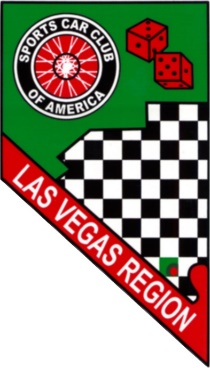 SPORTS CAR CLUB
OF AMERICA
LAS VEGAS REGION